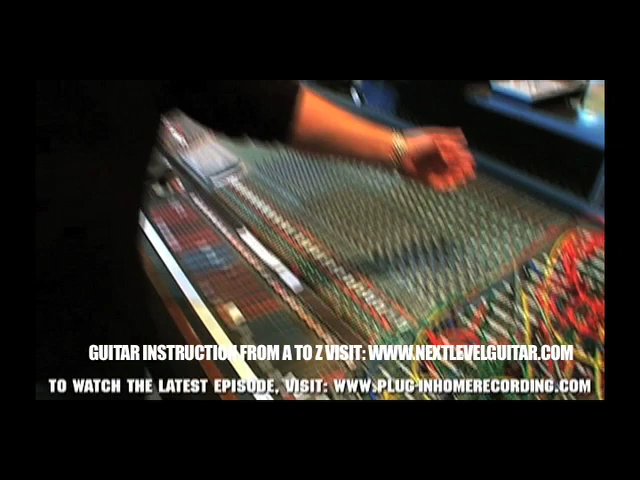 GUITAR INSTRUCTION FROM A TO Z VISIT: WWW.NEXTLEVELGUITAR.COM
TO WATCH THE LATEST EPISODE, VISIT: WWW.PLUG-INHOMERECORDING.COM